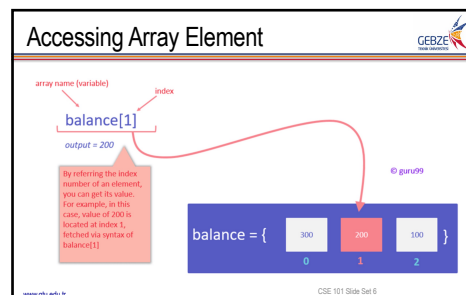 Accessing Array Element
GEBZE
TEKNİK ÜNİVERSİTESİ
array name (variable)
index
balance[1]
output = 200
By referring the index
number of an element,
you can get its value.
For example, in this
case, value of 200 is
located at index 1,
fetched via syntax of
balance[1]
© guru99
balance = { 300 200 100 }
0 1 2
www.gtu.edu.tr
CSE 101 Slide Set 6